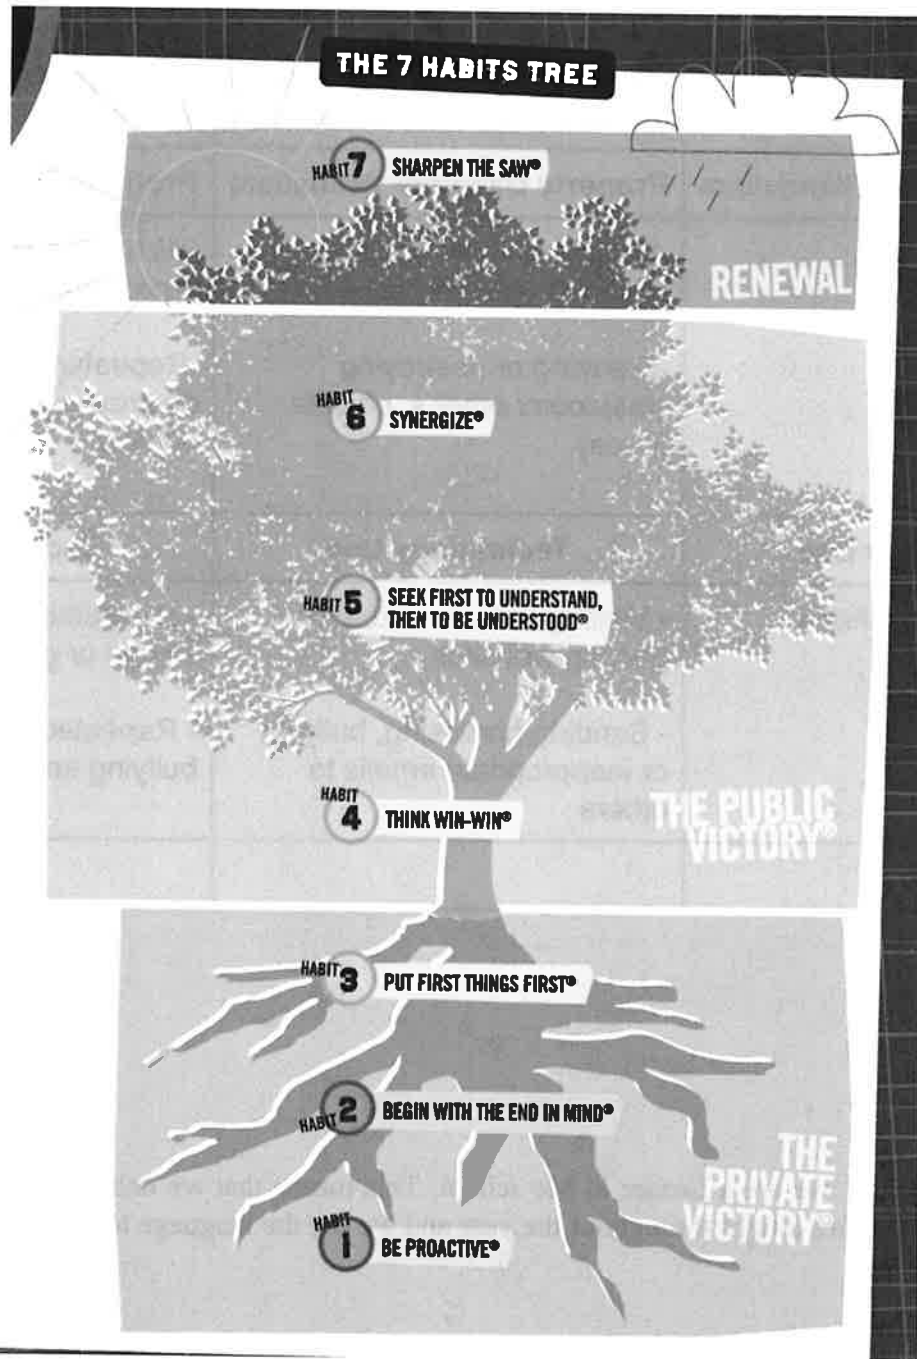 THE 7 HABITS TREE
HABIT 7 SHARPEN THE SAW®
RENEWAL
HABIT
6 SYNERGIZE®
HABIT 5 SEEK FIRST TO UNDERSTAND,
THEN TO BE UNDERSTOOD®
HABIT
4 THINK WIN-WIN®
THE PUBLIC
VICTORY®
HABIT 3 PUT FIRST THINGS FIRST®
HABIT 2 BEGIN WITH THE END IN MIND®
THE
PRIVATE
VICTORY®
HABIT
1 BE PROACTIVE®